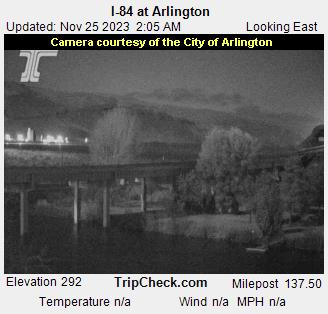 I-84 at Arlington
Updated: Nov 25 2023 2:05 AM Looking East
Camera courtesy of the City of Arlington
Elevation 292 TripCheck.com Milepost 137.50
Temperature n/a Wind n/a MPH n/a